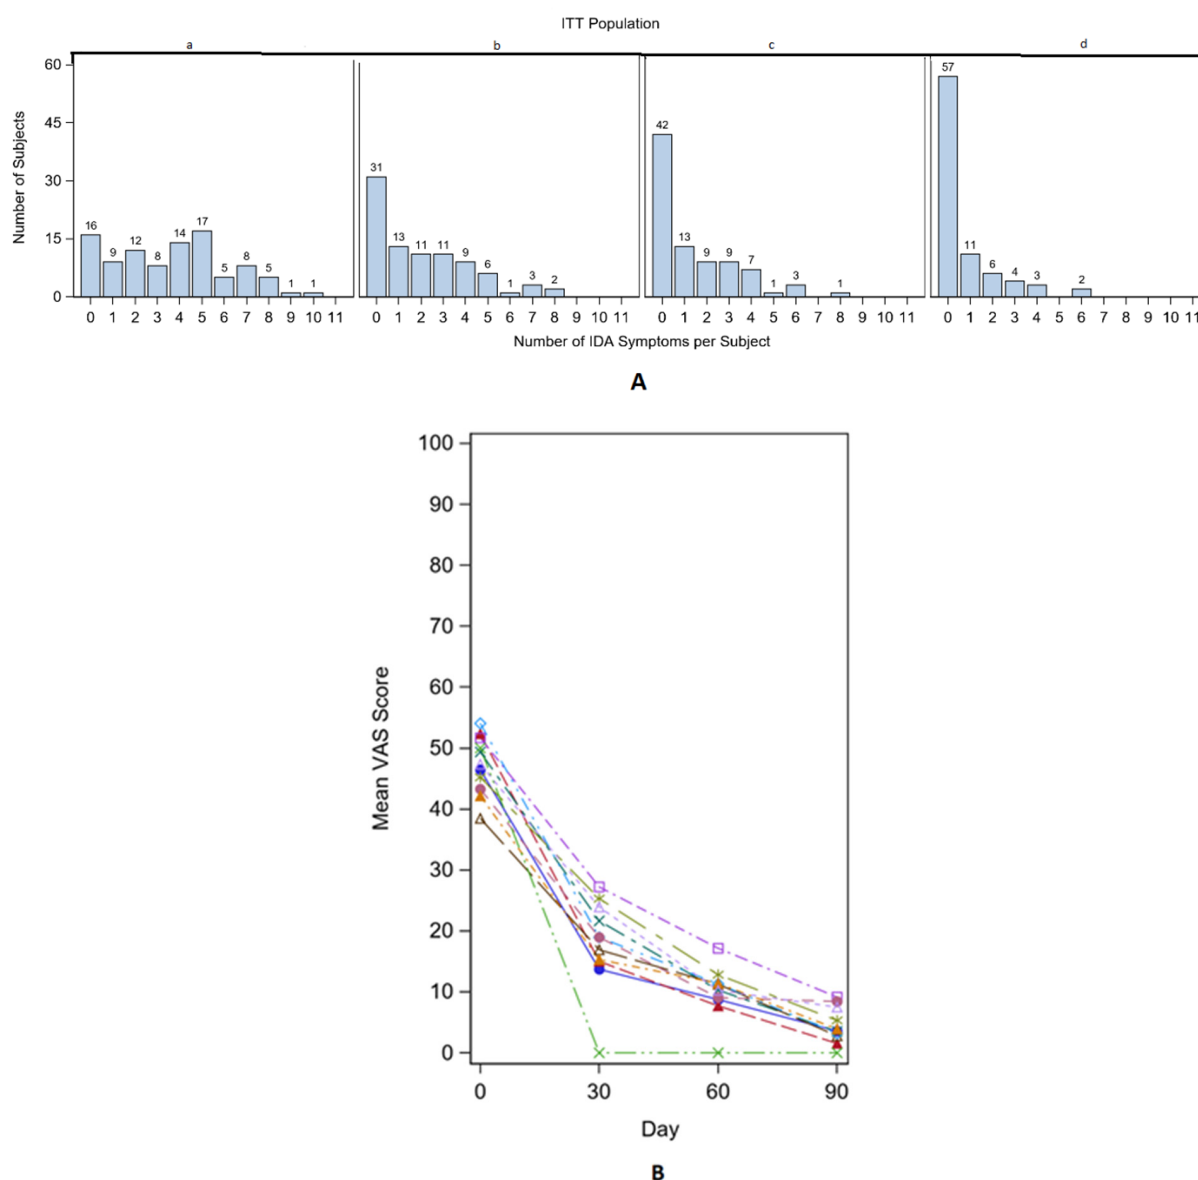 ITT Population
a b c d
Number of Subjects
60
45
30
15
0
16 9 12 8 14 17 5 8 5 1 1
31 13 11 11 9 6 1 3 2
42 13 9 9 7 1 3 1
57 11 6 4 3 2
0 1 2 3 4 5 6 7 8 9 10 11 0 1 2 3 4 5 6 7 8 9 10 11 0 1 2 3 4 5 6 7 8 9 10 11 0 1 2 3 4 5 6 7 8 9 10 11
Number of IDA Symptoms per Subject
A
Mean VAS Score
100
90
80
70
60
50
40
30
20
10
0
0 30 60 90
Day
B